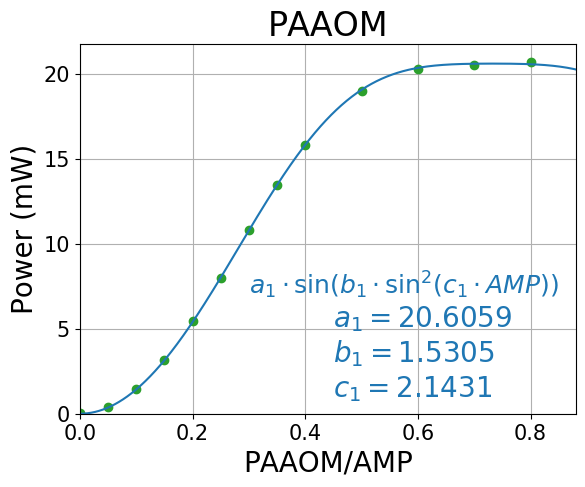 PAAOM
Power (mW)
20
15
10
5
0
a₁ · sin(b₁ · sin²(c₁ · AMP))
a₁ = 20.6059
b₁ = 1.5305
c₁ = 2.1431
0.0 0.2 0.4 0.6 0.8
PAAOM/AMP